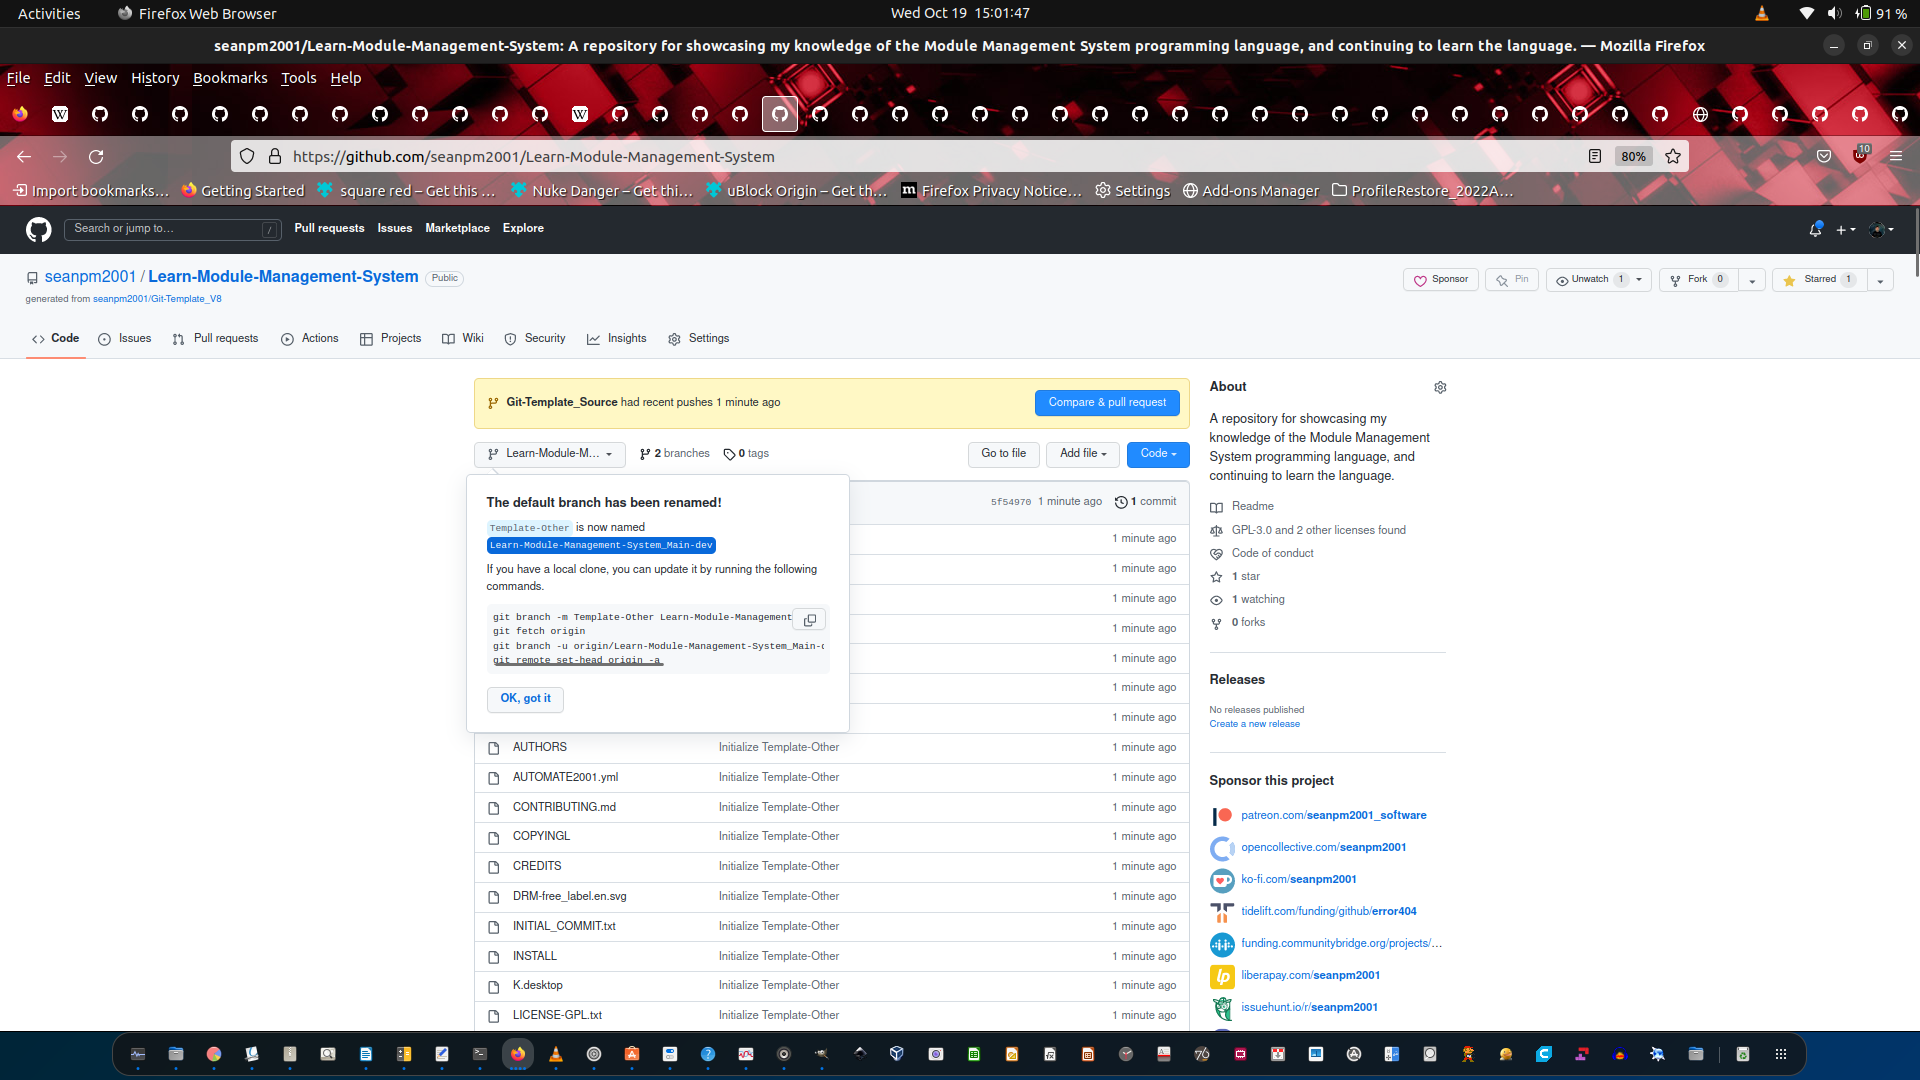 Activities
Firefox Web Browser
Wed Oct 19  15:01:47
91 %
seanpm2001/Learn-Module-Management-System: A repository for showcasing my knowledge of the Module Management System programming language, and continuing to learn the language. — Mozilla Firefox
File Edit View History Bookmarks Tools Help
https://github.com/seanpm2001/Learn-Module-Management-System
80%
10
Import bookmarks…
Getting Started
square red – Get this …
Nuke Danger – Get thi…
uBlock Origin – Get th…
Firefox Privacy Notice…
Settings
Add-ons Manager
ProfileRestore_2022A…
Search or jump to…
/
Pull requests Issues Marketplace Explore
seanpm2001 / Learn-Module-Management-System Public
generated from seanpm2001/Git-Template_V8
Sponsor
Pin
Unwatch 1
Fork 0
Starred 1
Code
Issues
Pull requests
Actions
Projects
Wiki
Security
Insights
Settings
Git-Template_Source had recent pushes 1 minute ago
Compare & pull request
Learn-Module-M…
2 branches
0 tags
Go to file
Add file
Code
The default branch has been renamed!
Template-Other is now named
Learn-Module-Management-System_Main-dev
If you have a local clone, you can update it by running the following
commands.
git branch -m Template-Other Learn-Module-Management
git fetch origin
git branch -u origin/Learn-Module-Management-System_Main-d
git remote set-head origin -a
OK, got it
5f54970 1 minute ago
1 commit
1 minute ago
1 minute ago
1 minute ago
1 minute ago
1 minute ago
1 minute ago
1 minute ago
AUTHORS Initialize Template-Other 1 minute ago
AUTOMATE2001.yml Initialize Template-Other 1 minute ago
CONTRIBUTING.md Initialize Template-Other 1 minute ago
COPYINGL Initialize Template-Other 1 minute ago
CREDITS Initialize Template-Other 1 minute ago
DRM-free_label.en.svg Initialize Template-Other 1 minute ago
INITIAL_COMMIT.txt Initialize Template-Other 1 minute ago
INSTALL Initialize Template-Other 1 minute ago
K.desktop Initialize Template-Other 1 minute ago
LICENSE-GPL.txt Initialize Template-Other 1 minute ago
About
A repository for showcasing my
knowledge of the Module Management
System programming language, and
continuing to learn the language.
Readme
GPL-3.0 and 2 other licenses found
Code of conduct
1 star
1 watching
0 forks
Releases
No releases published
Create a new release
Sponsor this project
patreon.com/seanpm2001_software
opencollective.com/seanpm2001
ko-fi.com/seanpm2001
tidelift.com/funding/github/error404
funding.communitybridge.org/projects/…
lp
liberapay.com/seanpm2001
issuehunt.io/r/seanpm2001